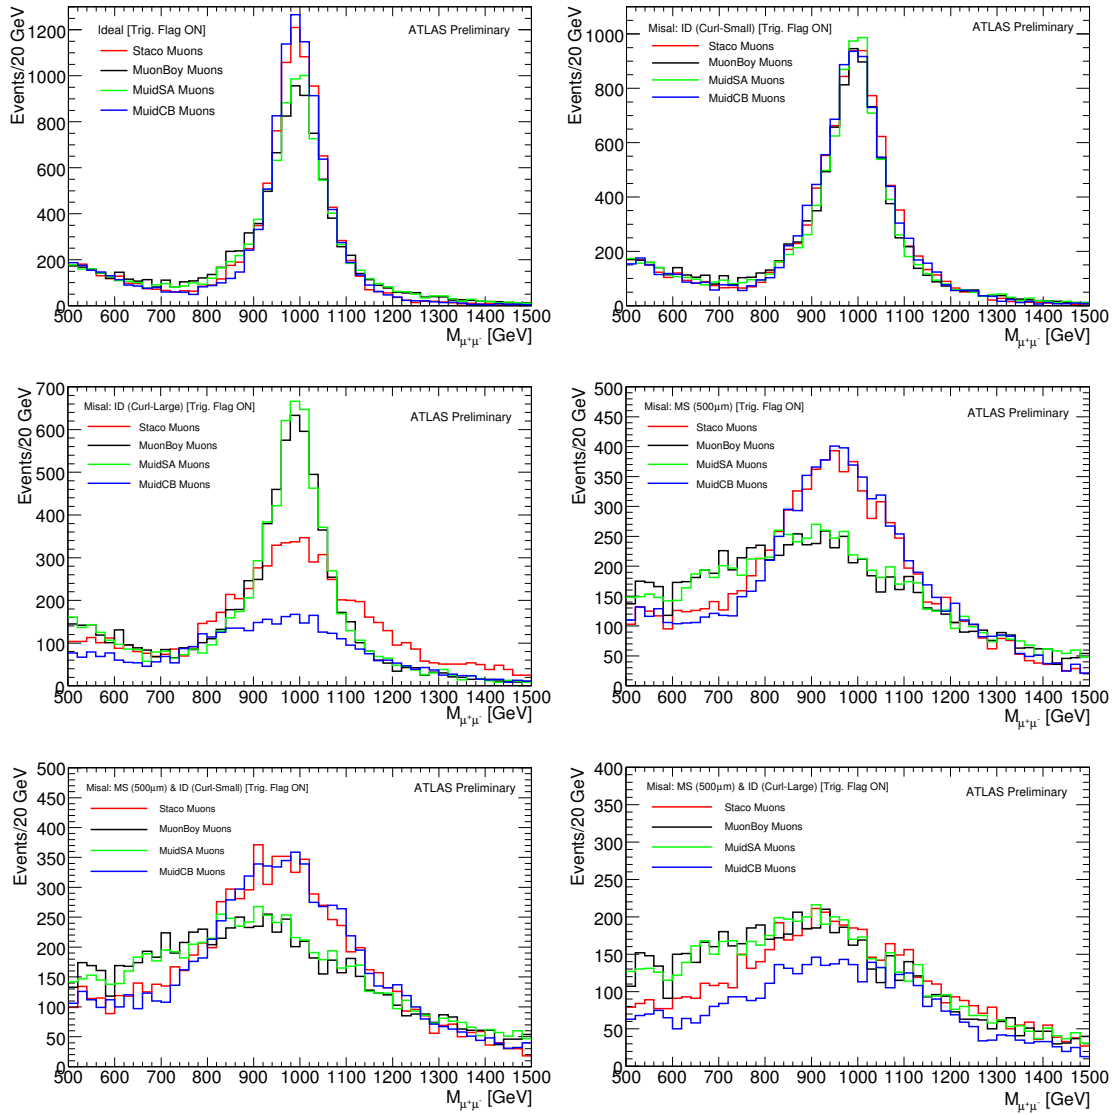 Ideal [Trig. Flag ON]
ATLAS Preliminary
Staco Muons
MuonBoy Muons
MuidSA Muons
MuidCB Muons
Events/20 GeV
1200
1000
800
600
400
200
0
500 600 700 800 900 1000 1100 1200 1300 1400 1500
M μ+μ- [GeV]
Misal: ID (Curl-Small) [Trig. Flag ON]
ATLAS Preliminary
Staco Muons
MuonBoy Muons
MuidSA Muons
MuidCB Muons
Events/20 GeV
1000
800
600
400
200
0
500 600 700 800 900 1000 1100 1200 1300 1400 1500
M μ+μ- [GeV]
Misal: ID (Curl-Large) [Trig. Flag ON]
ATLAS Preliminary
Staco Muons
MuonBoy Muons
MuidSA Muons
MuidCB Muons
Events/20 GeV
700
600
500
400
300
200
100
0
500 600 700 800 900 1000 1100 1200 1300 1400 1500
M μ+μ- [GeV]
Misal: MS (500μm) [Trig. Flag ON]
ATLAS Preliminary
Staco Muons
MuonBoy Muons
MuidSA Muons
MuidCB Muons
Events/20 GeV
500
450
400
350
300
250
200
150
100
50
0
500 600 700 800 900 1000 1100 1200 1300 1400 1500
M μ+μ- [GeV]
Misal: MS (500μm) & ID (Curl-Small) [Trig. Flag ON]
ATLAS Preliminary
Staco Muons
MuonBoy Muons
MuidSA Muons
MuidCB Muons
Events/20 GeV
500
450
400
350
300
250
200
150
100
50
0
500 600 700 800 900 1000 1100 1200 1300 1400 1500
M μ+μ- [GeV]
Misal: MS (500μm) & ID (Curl-Large) [Trig. Flag ON]
ATLAS Preliminary
Staco Muons
MuonBoy Muons
MuidSA Muons
MuidCB Muons
Events/20 GeV
400
350
300
250
200
150
100
50
0
500 600 700 800 900 1000 1100 1200 1300 1400 1500
M μ+μ- [GeV]